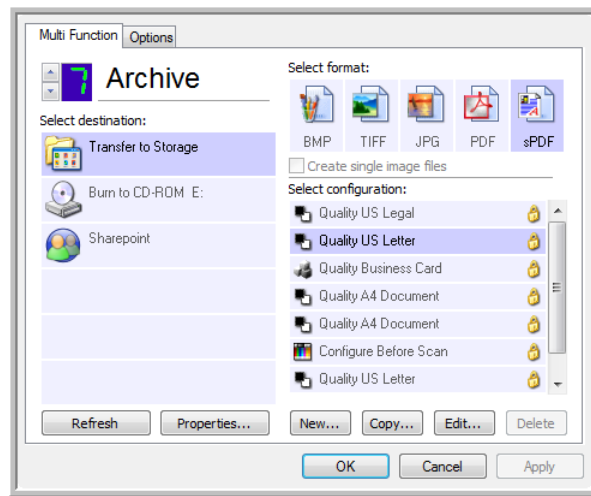 Multi Function
Options
7 Archive
Select destination:
Transfer to Storage
Burn to CD-ROM E:
Sharepoint
Refresh
Properties...
Select format:
BMP TIFF JPG PDF sPDF
Create single image files
Select configuration:
Quality US Legal
Quality US Letter
Quality Business Card
Quality A4 Document
Quality A4 Document
Configure Before Scan
Quality US Letter
New... Copy... Edit... Delete
OK Cancel Apply